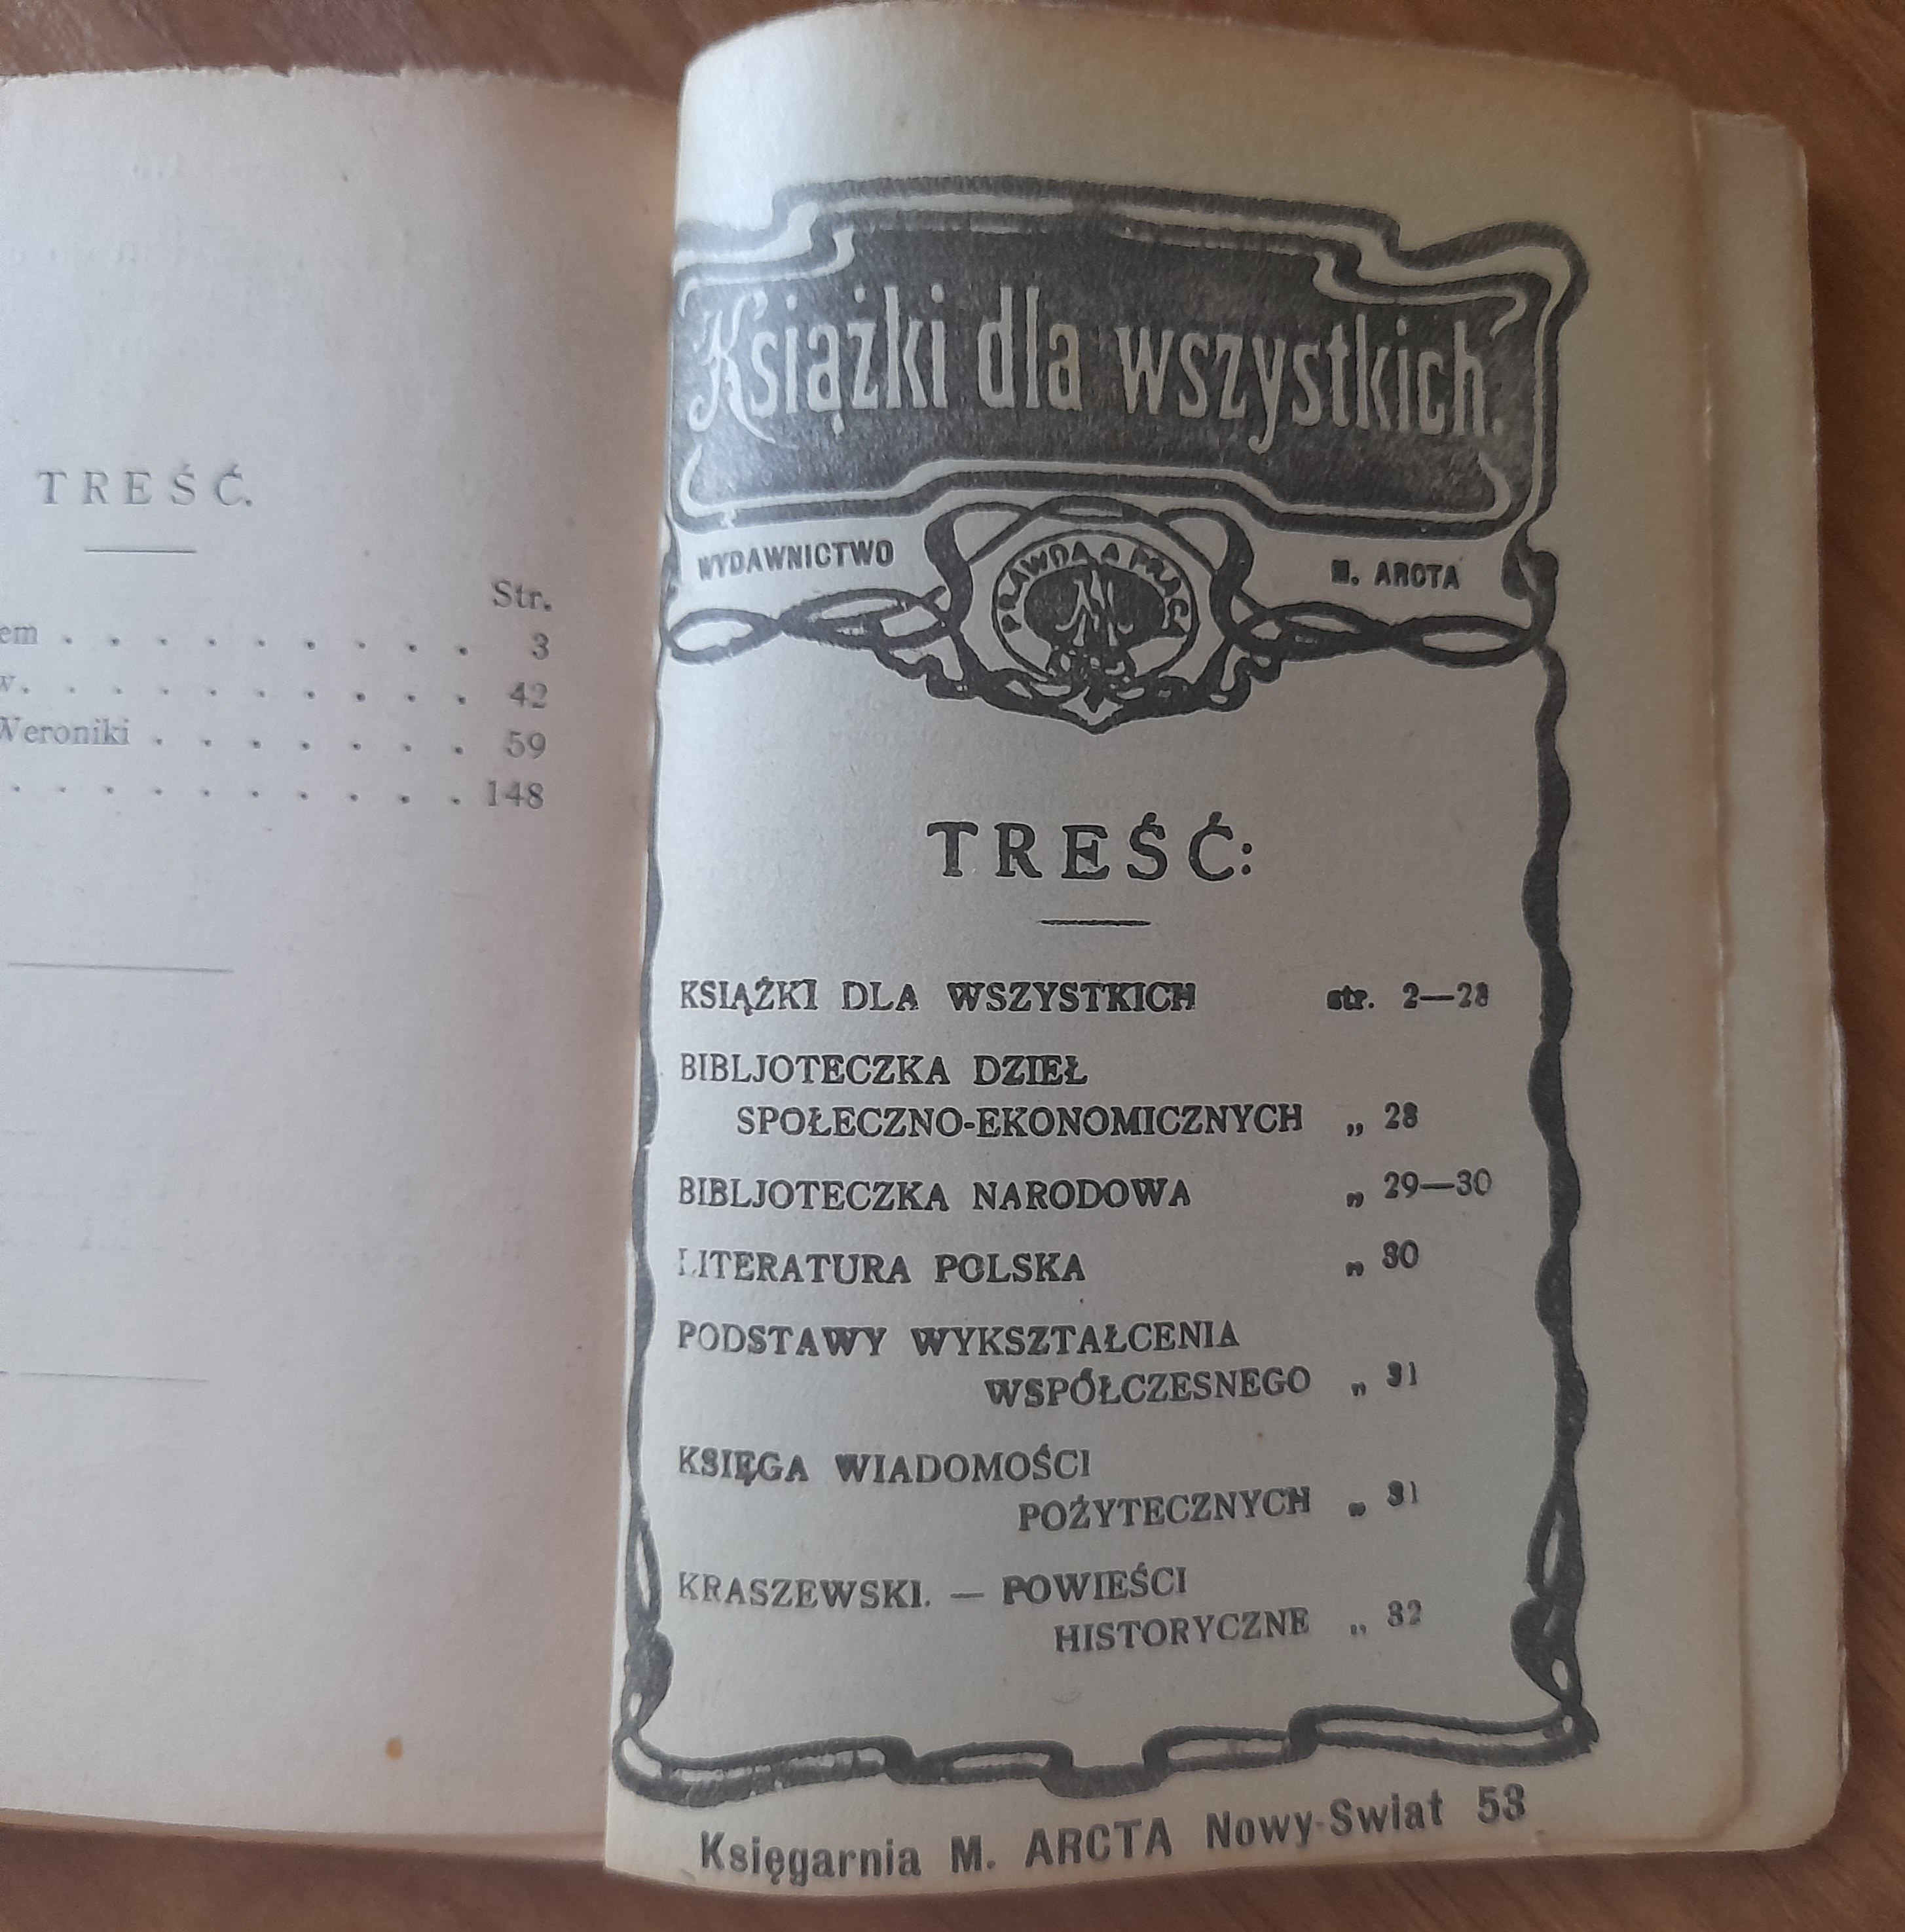 TREŚĆ.
Str.
em . . . . . . . . . 3
w. . . . . . . . . . 42
Weroniki . . . . . . . 59
. . . . . . . . . . 148
Książki dla wszystkich.
WYDAWNICTWO M. ARCTA
PRAWDĄ A PRACĄ
TREŚĆ:
KSIĄŻKI DLA WSZYSTKICH str. 2—28
BIBLJOTECZKA DZIEŁ
SPOŁECZNO-EKONOMICZNYCH „ 28
BIBLJOTECZKA NARODOWA „ 29—30
LITERATURA POLSKA „ 30
PODSTAWY WYKSZTAŁCENIA
WSPÓŁCZESNEGO „ 31
KSIĘGA WIADOMOŚCI
POŻYTECZNYCH „ 31
KRASZEWSKI. — POWIEŚCI
HISTORYCZNE „ 32
Księgarnia M. ARCTA Nowy-Swiat 53